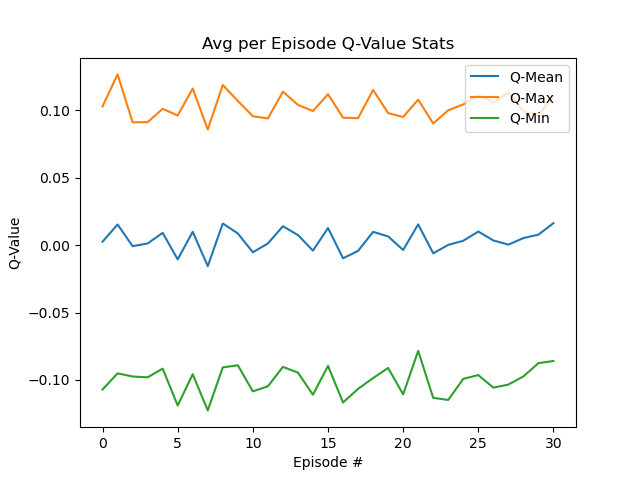 Avg per Episode Q-Value Stats
Q-Mean
Q-Max
Q-Min
Q-Value
0.10
0.05
0.00
−0.05
−0.10
0 5 10 15 20 25 30
Episode #